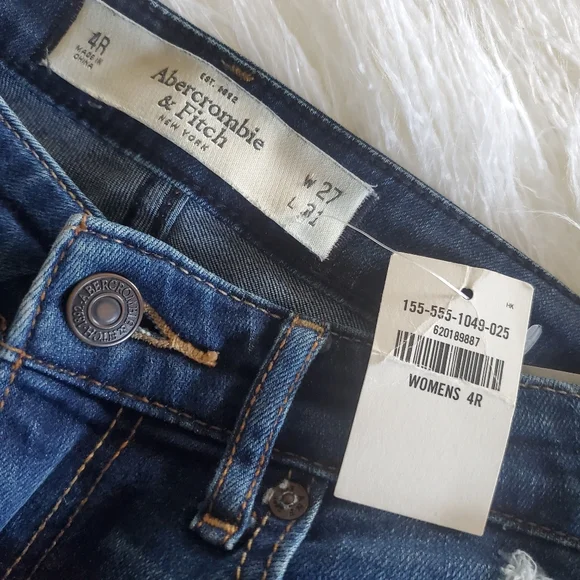 4R
MADE IN
CHINA
EST. 1892
Abercrombie
& Fitch
NEW YORK
W 27
L 31
ABERCROMBIE
HK
155-555-1049-025
620189887
WOMENS 4R